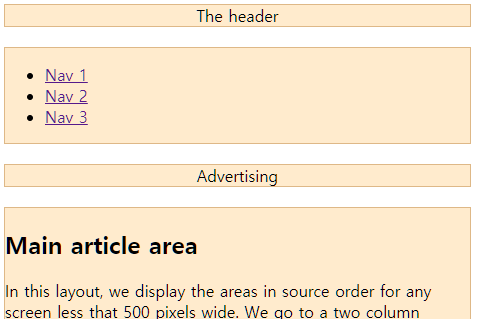 The header
Nav 1
Nav 2
Nav 3
Advertising
Main article area
In this layout, we display the areas in source order for any
screen less that 500 pixels wide. We go to a two column